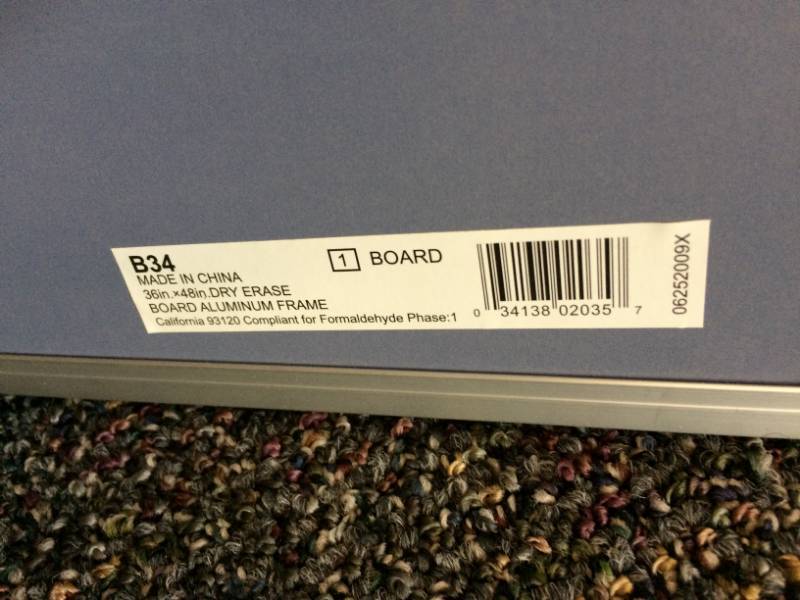 B34
MADE IN CHINA
36in.×48in.DRY ERASE
BOARD ALUMINUM FRAME
California 93120 Compliant for Formaldehyde Phase:1
1 BOARD
0 34138 02035 7
06252009X